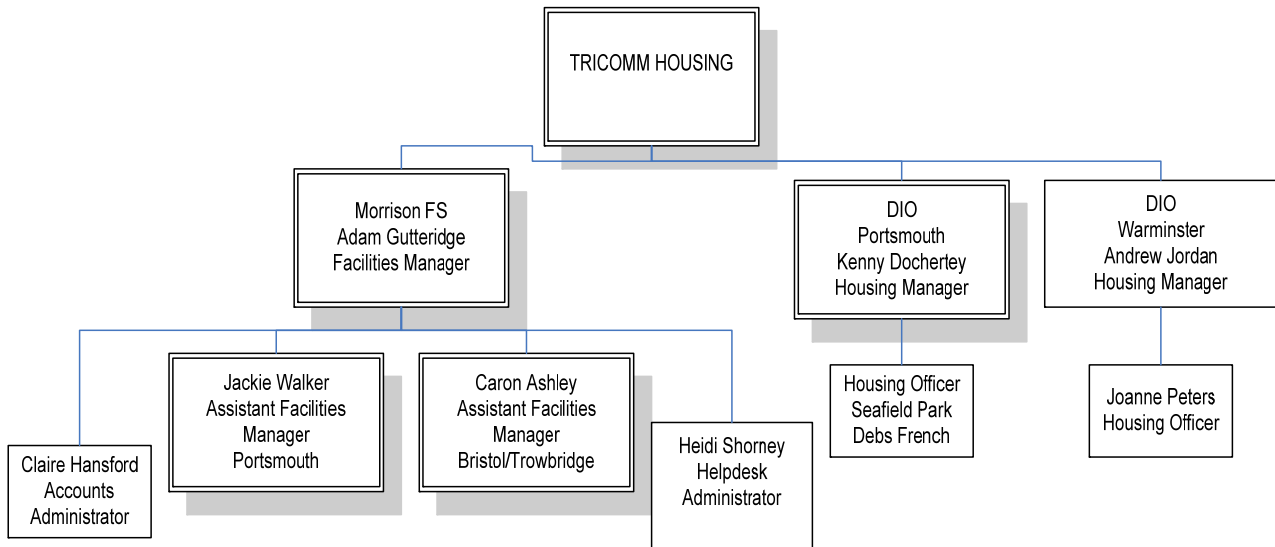 TRICOMM HOUSING
Morrison FS
Adam Gutteridge
Facilities Manager
DIO
Portsmouth
Kenny Dochertey
Housing Manager
DIO
Warminster
Andrew Jordan
Housing Manager
Claire Hansford
Accounts
Administrator
Jackie Walker
Assistant Facilities
Manager
Portsmouth
Caron Ashley
Assistant Facilities
Manager
Bristol/Trowbridge
Heidi Shorney
Helpdesk
Administrator
Housing Officer
Seafield Park
Debs French
Joanne Peters
Housing Officer